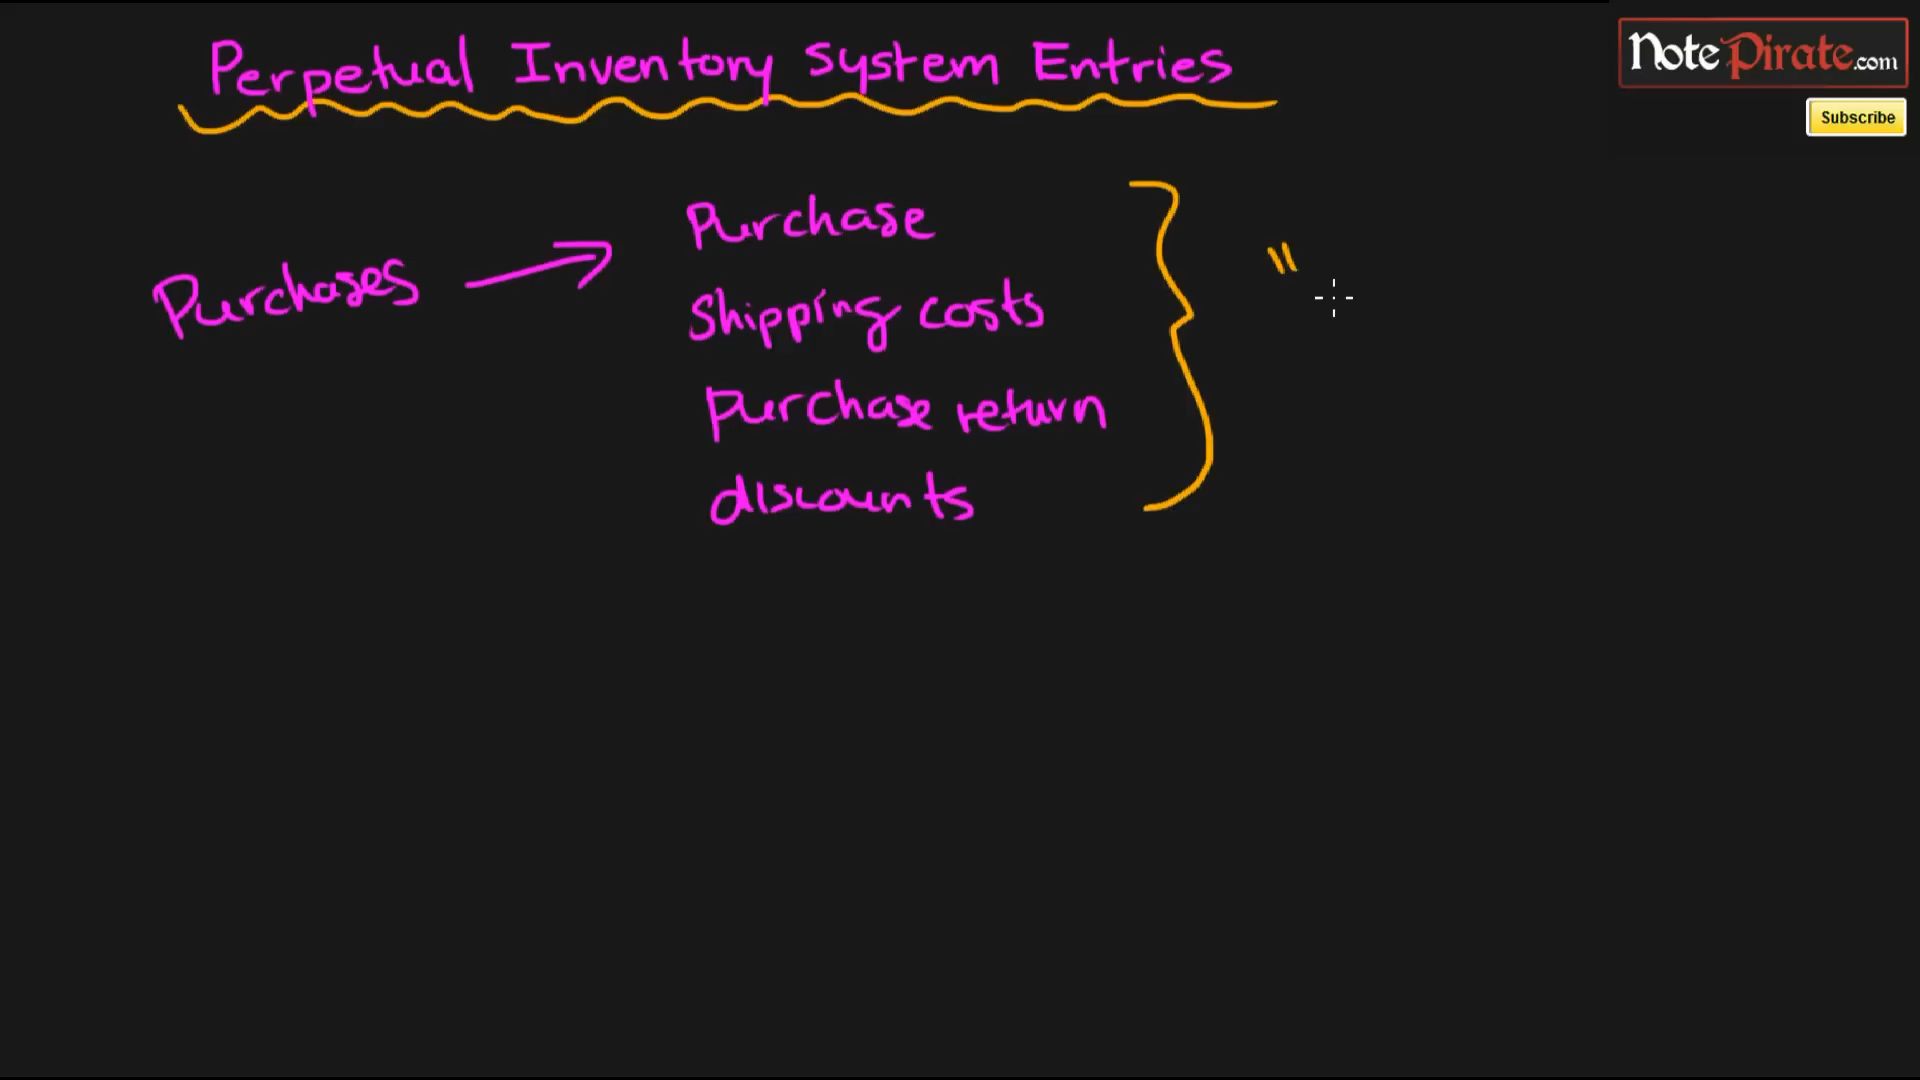 Perpetual Inventory System Entries
NotePirate.com
Subscribe
Purchases → Purchase
Shipping costs
Purchase return
discounts
"